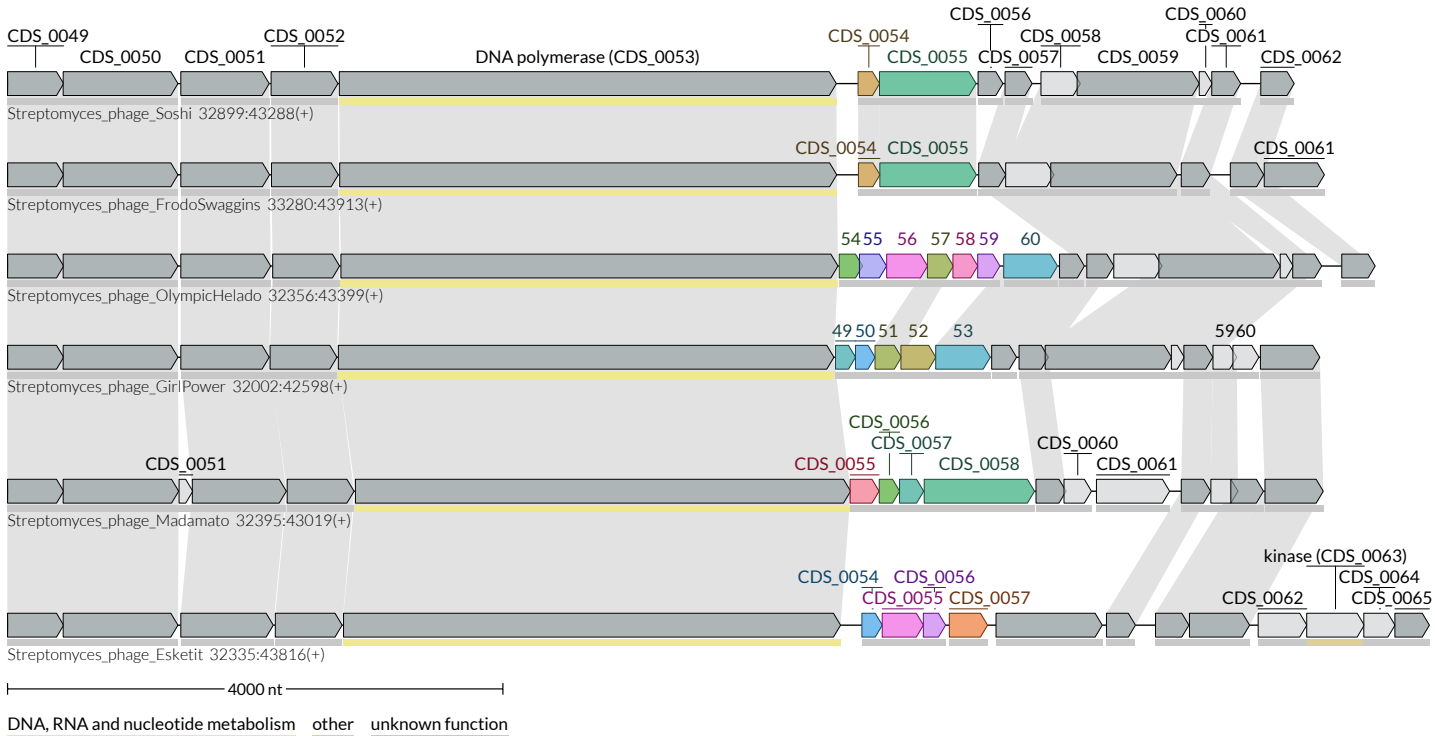 CDS_0056 CDS_0060
CDS_0049 CDS_0052 CDS_0054 CDS_0058 CDS_0061
CDS_0050 CDS_0051 DNA polymerase (CDS_0053) CDS_0055 CDS_0057 CDS_0059 CDS_0062
Streptomyces_phage_Soshi 32899:43288(+)
CDS_0054 CDS_0055 CDS_0061
Streptomyces_phage_FrodoSwaggins 33280:43913(+)
54 55 56 57 58 59 60
Streptomyces_phage_OlympicHelado 32356:43399(+)
49 50 51 52 53 59 60
Streptomyces_phage_GirlPower 32002:42598(+)
CDS_0056
CDS_0057 CDS_0060
CDS_0051 CDS_0055 CDS_0058 CDS_0061
Streptomyces_phage_Madamato 32395:43019(+)
kinase (CDS_0063)
CDS_0054 CDS_0056 CDS_0064
CDS_0055 CDS_0057 CDS_0062 CDS_0065
Streptomyces_phage_Esketit 32335:43816(+)
4000 nt
DNA, RNA and nucleotide metabolism other unknown function